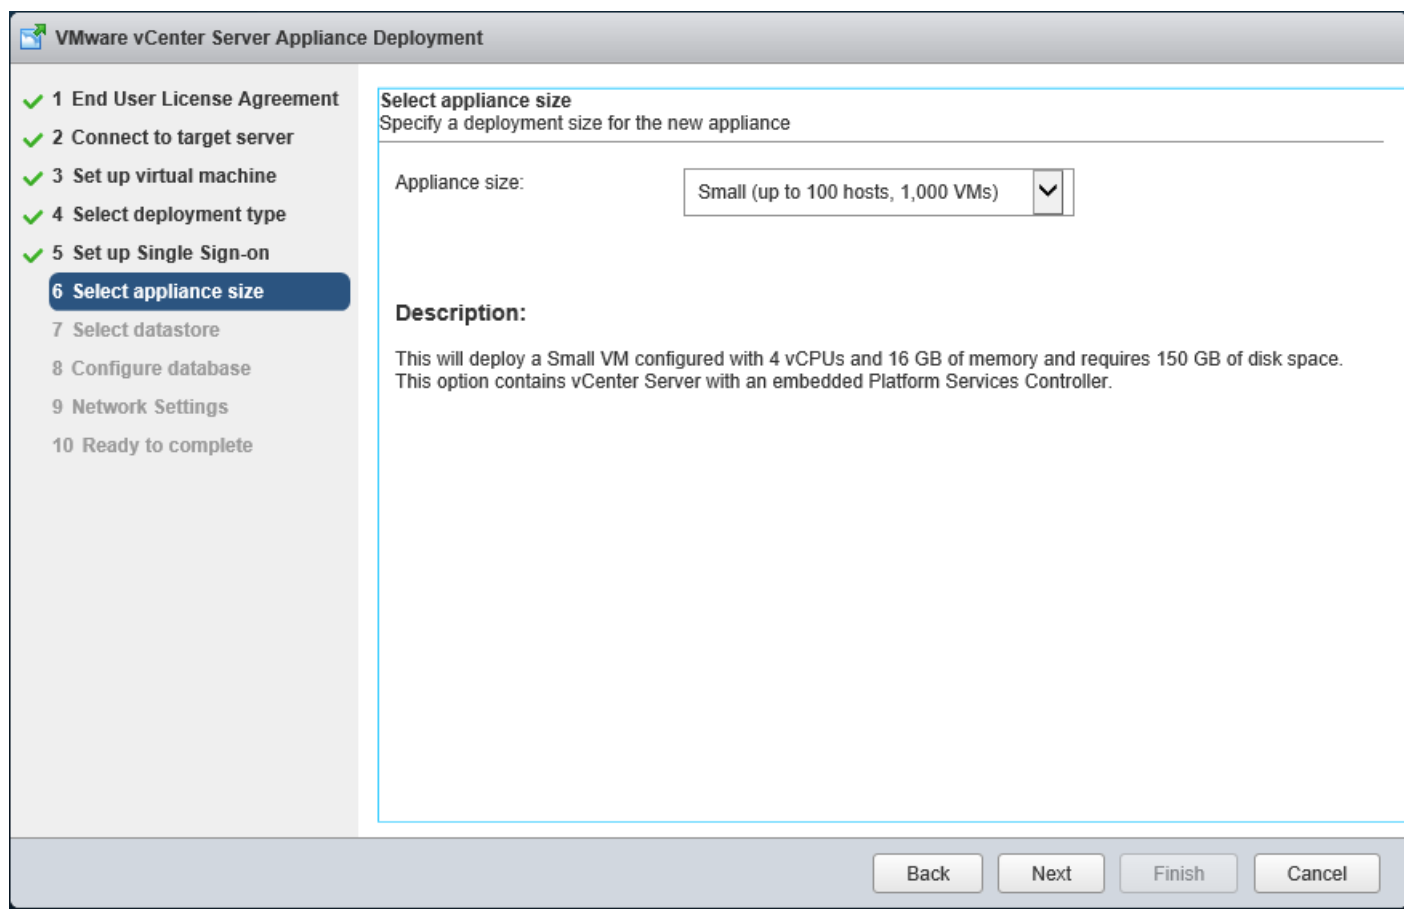 VMware vCenter Server Appliance Deployment
1 End User License Agreement
2 Connect to target server
3 Set up virtual machine
4 Select deployment type
5 Set up Single Sign-on
6 Select appliance size
7 Select datastore
8 Configure database
9 Network Settings
10 Ready to complete
Select appliance size
Specify a deployment size for the new appliance
Appliance size:
Small (up to 100 hosts, 1,000 VMs)
Description:
This will deploy a Small VM configured with 4 vCPUs and 16 GB of memory and requires 150 GB of disk space.
This option contains vCenter Server with an embedded Platform Services Controller.
Back
Next
Finish
Cancel